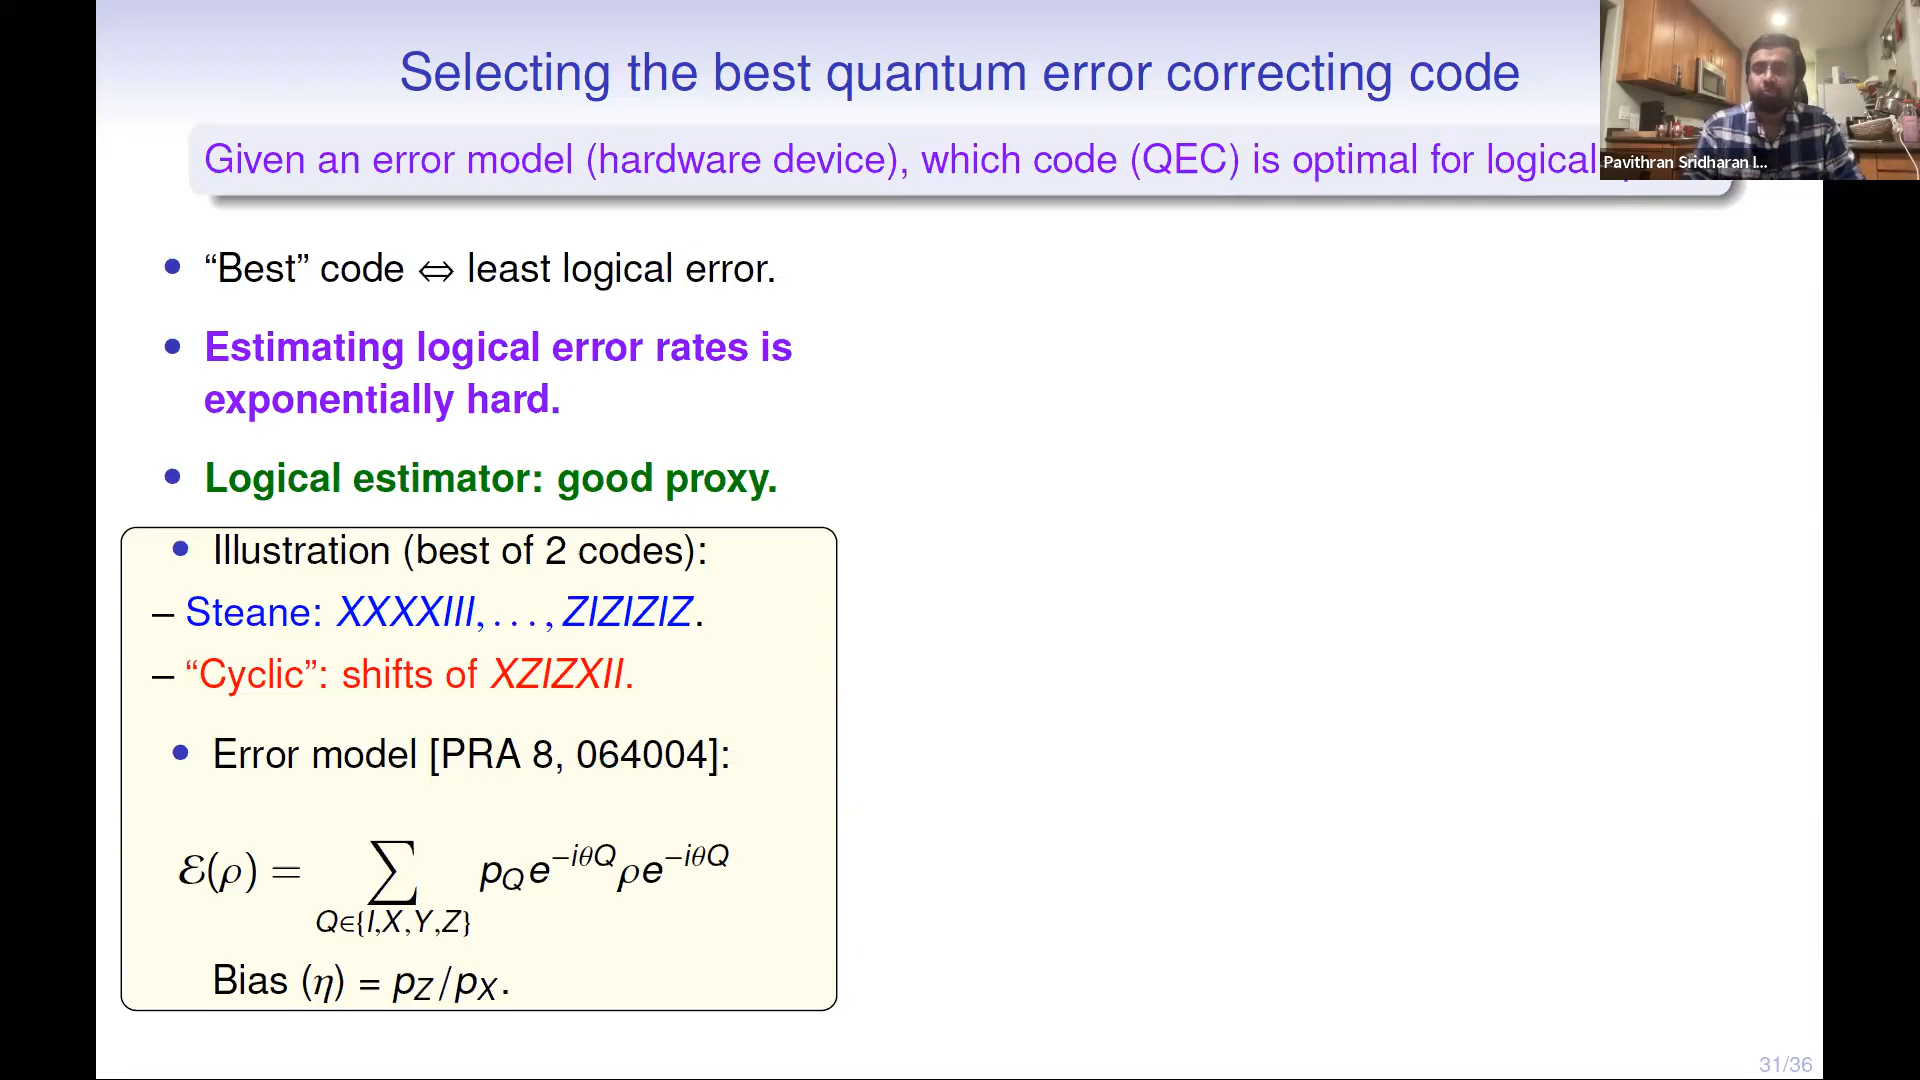 Selecting the best quantum error correcting code
Given an error model (hardware device), which code (QEC) is optimal for logical
Pavithran Sridharan I...
• “Best” code ⇔ least logical error.
• Estimating logical error rates is
exponentially hard.
• Logical estimator: good proxy.
• Illustration (best of 2 codes):
– Steane: XXXXIII, . . . , ZIZIZIZ.
– “Cyclic”: shifts of XZIZXII.
• Error model [PRA 8, 064004]:
ℰ(ρ) = ∑_{Q∈{I,X,Y,Z}} p_Q e^{−iθQ} ρ e^{−iθQ}
Bias (η) = p_Z/p_X.
31/36